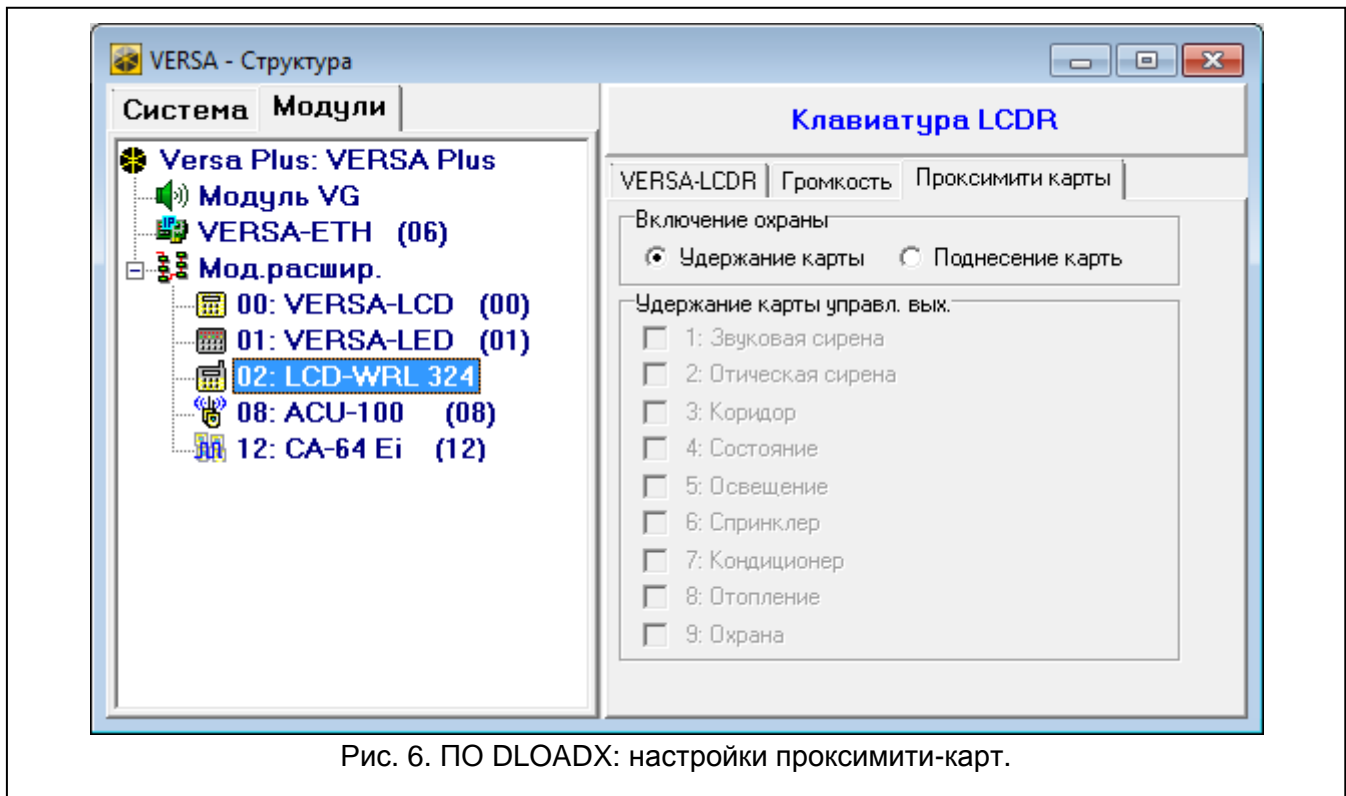 VERSA - Структура
Система Модули
Versa Plus: VERSA Plus
Модуль VG
VERSA-ETH (06)
Мод.расшир.
00: VERSA-LCD (00)
01: VERSA-LED (01)
02: LCD-WRL 324
08: ACU-100 (08)
12: CA-64 Ei (12)
Клавиатура LCDR
VERSA-LCDR Громкость Проксимити карты
Включение охраны
Удержание карты Поднесение карть
Удержание карты управл. вых.
1: Звуковая сирена
2: Отическая сирена
3: Коридор
4: Состояние
5: Освещение
6: Спринклер
7: Кондиционер
8: Отопление
9: Охрана
Рис. 6. ПО DLOADX: настройки проксимити-карт.